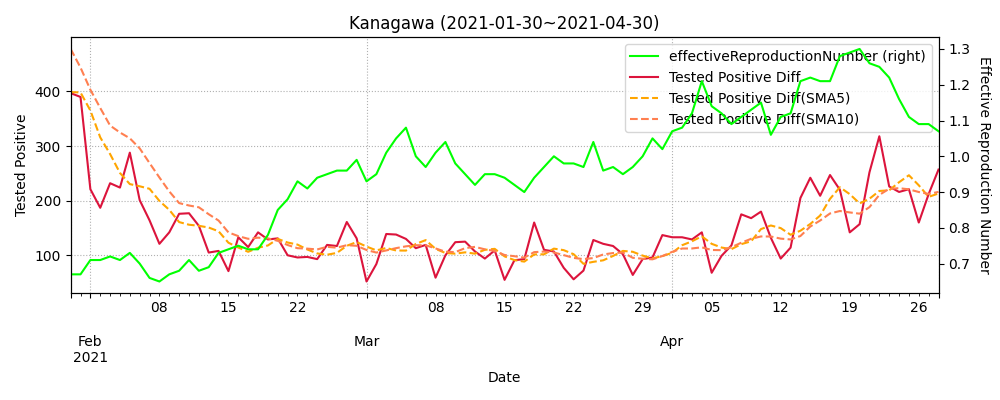 Kanagawa (2021-01-30~2021-04-30)
effectiveReproductionNumber (right)
Tested Positive Diff
Tested Positive Diff(SMA5)
Tested Positive Diff(SMA10)
Tested Positive
400
300
200
100
1.3
1.2
1.1
1.0
0.9
0.8
0.7
Effective Reproduction Number
08 15 22 08 15 22 29 05 12 19 26
Feb Mar Apr
2021
Date